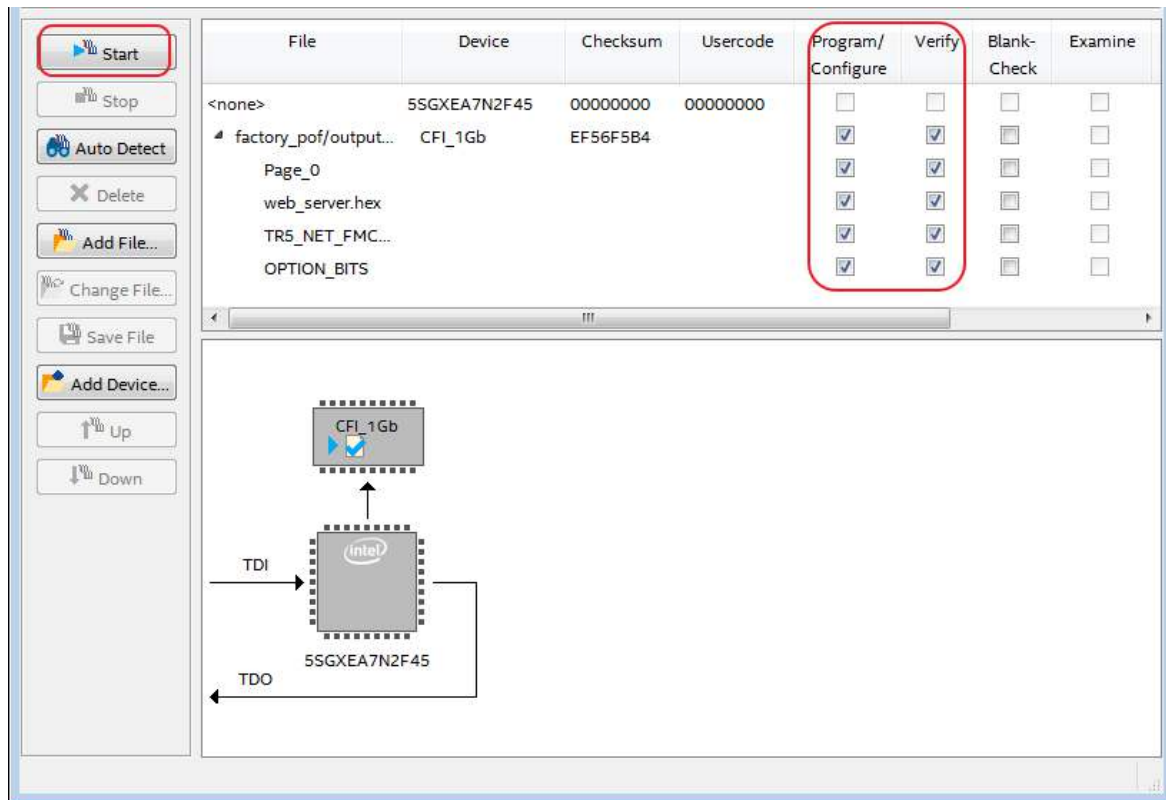 Start
Stop
Auto Detect
Delete
Add File...
Change File...
Save File
Add Device...
Up
Down
File Device Checksum Usercode Program/ Configure Verify Blank- Check Examine
<none> 5SGXEA7N2F45 00000000 00000000
factory_pof/output... CFI_1Gb EF56F5B4
Page_0
web_server.hex
TR5_NET_FMC...
OPTION_BITS
CFI_1Gb
intel
TDI
5SGXEA7N2F45
TDO